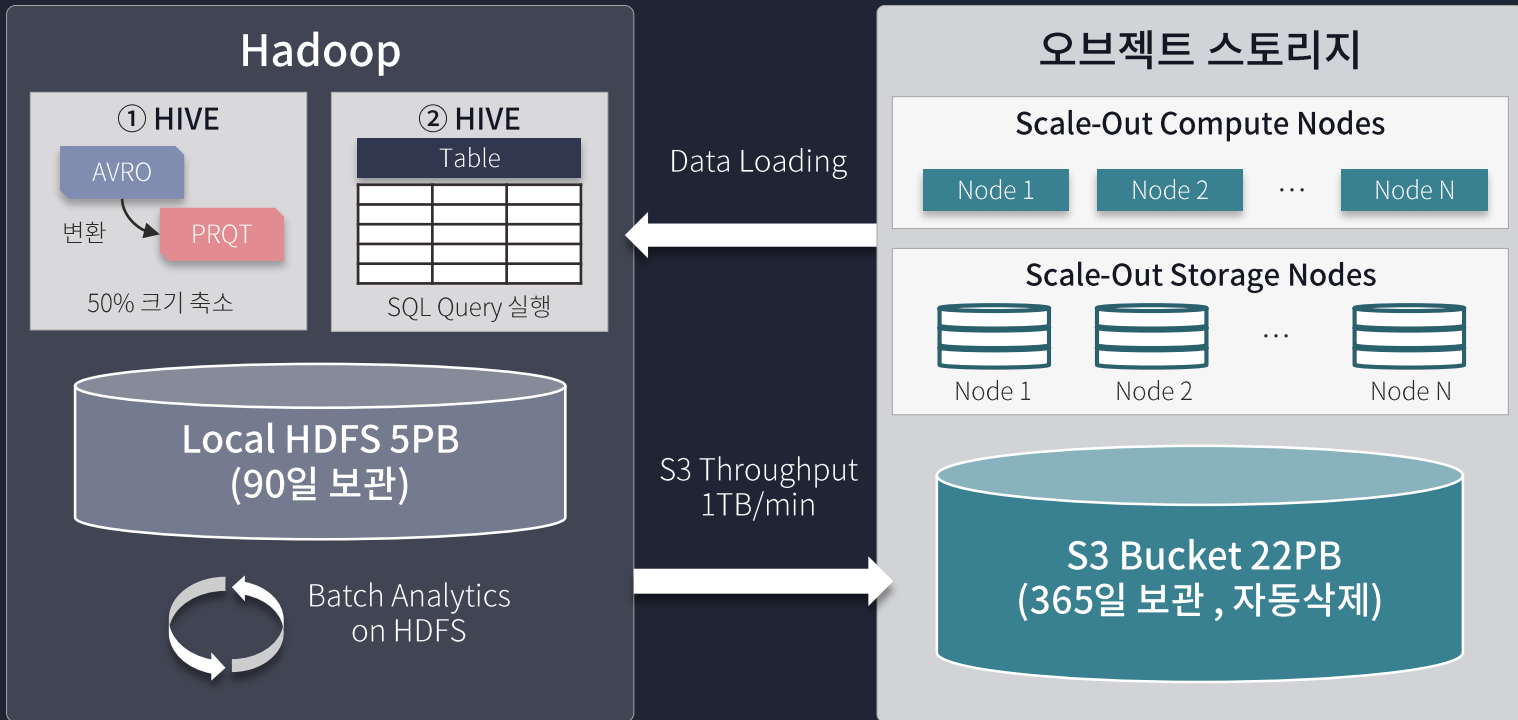 Hadoop
① HIVE
AVRO
변환
PRQT
50% 크기 축소
② HIVE
Table
SQL Query 실행
Local HDFS 5PB
(90일 보관)
Batch Analytics
on HDFS
Data Loading
S3 Throughput
1TB/min
오브젝트 스토리지
Scale-Out Compute Nodes
Node 1
Node 2
···
Node N
Scale-Out Storage Nodes
···
Node 1
Node 2
Node N
S3 Bucket 22PB
(365일 보관 , 자동삭제)